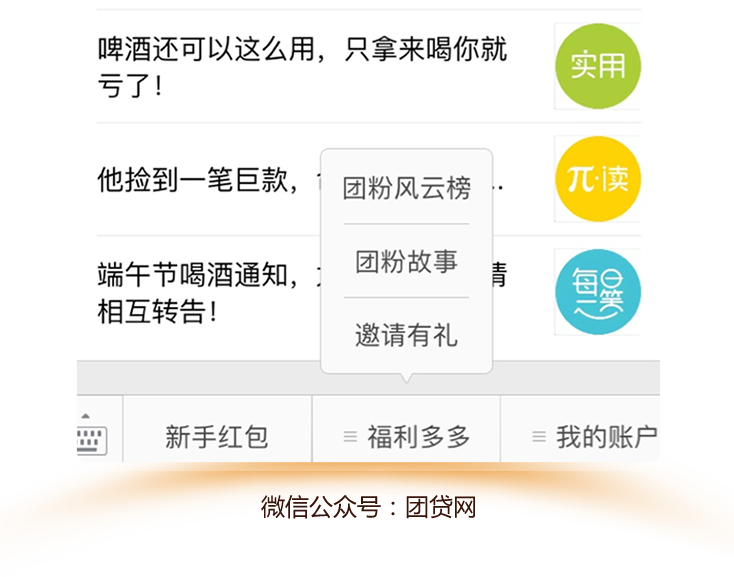 啤酒还可以这么用，只拿来喝你就
亏了！
实用
他捡到一笔巨款，
π·读
团粉风云榜
团粉故事
邀请有礼
端午节喝酒通知，
情
相互转告！
每日一笑
新手红包
福利多多
我的账户
微信公众号：团贷网